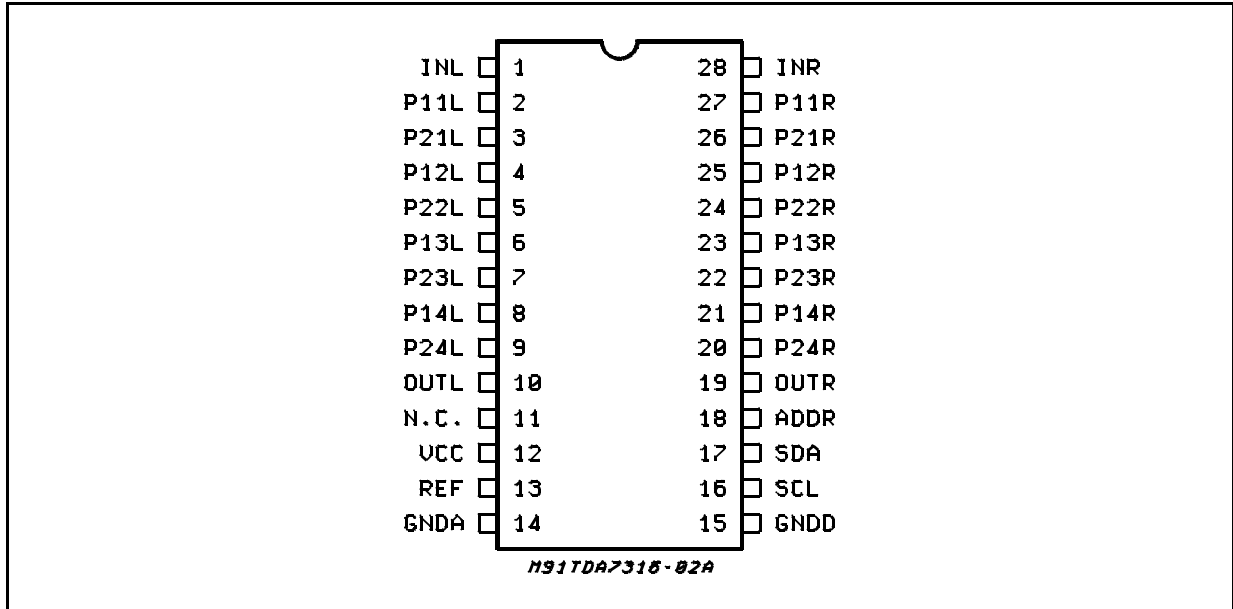 INL 1 28 INR
P11L 2 27 P11R
P21L 3 26 P21R
P12L 4 25 P12R
P22L 5 24 P22R
P13L 6 23 P13R
P23L 7 22 P23R
P14L 8 21 P14R
P24L 9 20 P24R
OUTL 10 19 OUTR
N.C. 11 18 ADDR
VCC 12 17 SDA
REF 13 16 SCL
GNDA 14 15 GNDD
M91TDA7316-02A